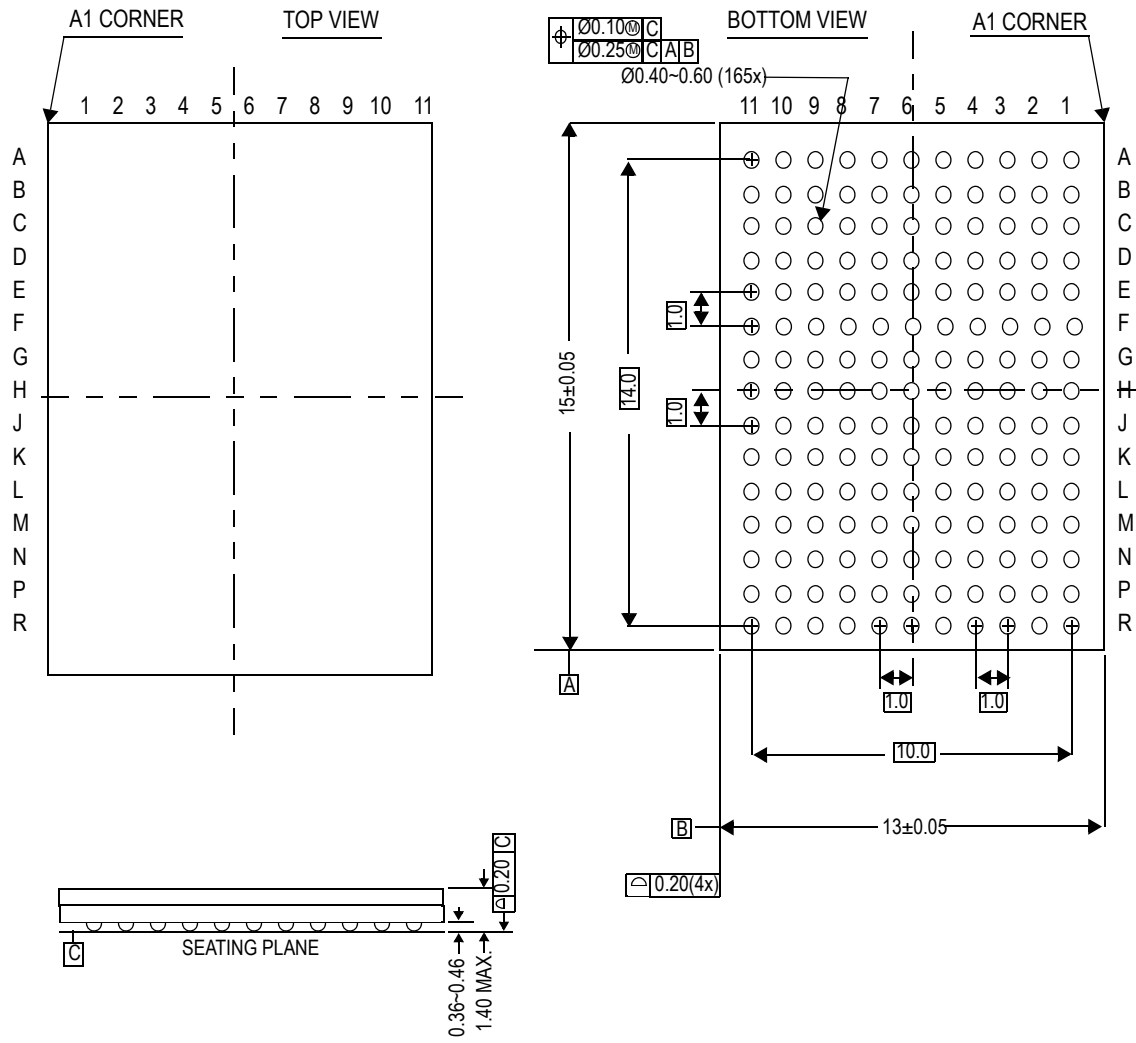 A1 CORNER
TOP VIEW
1 2 3 4 5 6 7 8 9 10 11
A
B
C
D
E
F
G
H
J
K
L
M
N
P
R
Ø0.10Ⓜ C
Ø0.25Ⓜ C A B
Ø0.40~0.60 (165x)
BOTTOM VIEW
A1 CORNER
11 10 9 8 7 6 5 4 3 2 1
A
B
C
D
E
F
G
H
J
K
L
M
N
P
R
15±0.05
14.0
1.0
1.0
A
1.0
1.0
10.0
B
13±0.05
0.20(4x)
0.20 C
C
SEATING PLANE
0.36~0.46
1.40 MAX.